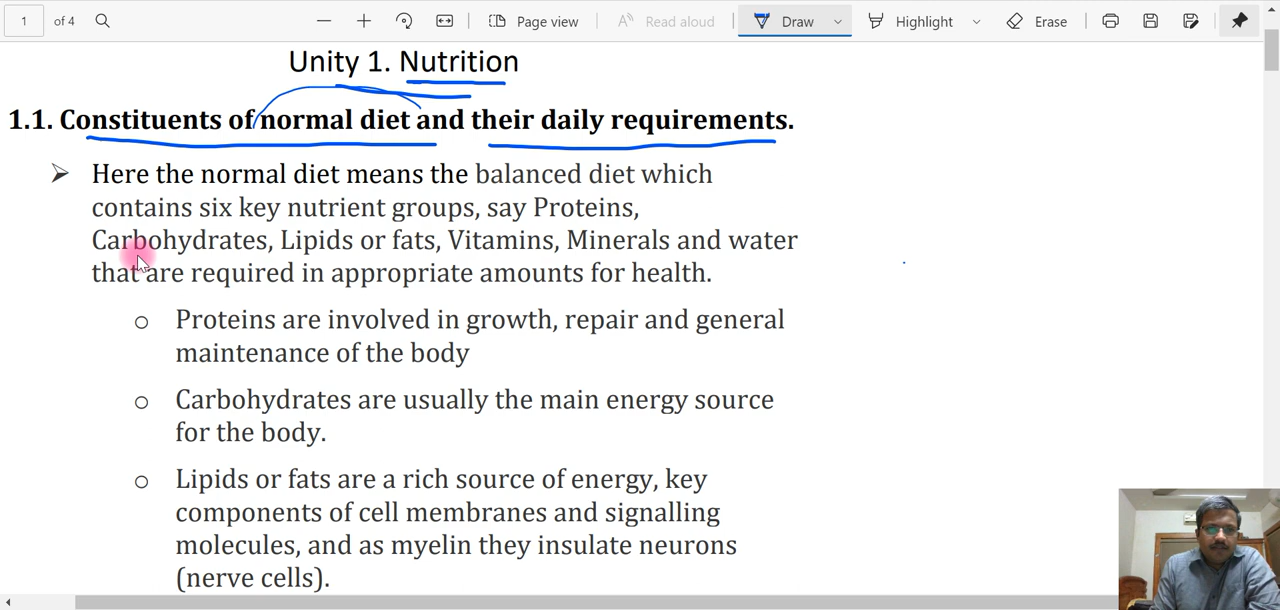 1 of 4 Page view Read aloud Draw Highlight Erase
Unity 1. Nutrition
1.1. Constituents of normal diet and their daily requirements.
➢ Here the normal diet means the balanced diet which
contains six key nutrient groups, say Proteins,
Carbohydrates, Lipids or fats, Vitamins, Minerals and water
that are required in appropriate amounts for health.
o Proteins are involved in growth, repair and general
maintenance of the body
o Carbohydrates are usually the main energy source
for the body.
o Lipids or fats are a rich source of energy, key
components of cell membranes and signalling
molecules, and as myelin they insulate neurons
(nerve cells).